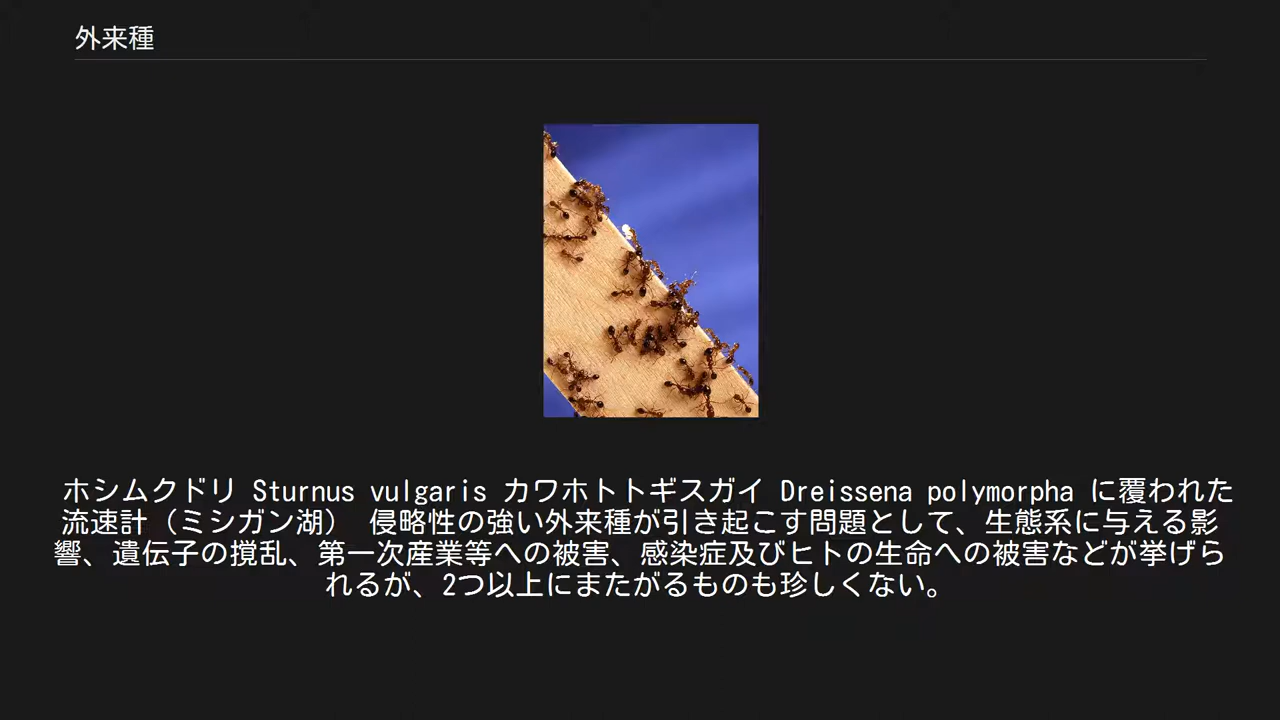 外来種
ホシムクドリ Sturnus vulgaris カワホトトギスガイ Dreissena polymorpha に覆われた
流速計（ミシガン湖） 侵略性の強い外来種が引き起こす問題として、生態系に与える影
響、遺伝子の撹乱、第一次産業等への被害、感染症及びヒトの生命への被害などが挙げら
れるが、2つ以上にまたがるものも珍しくない。